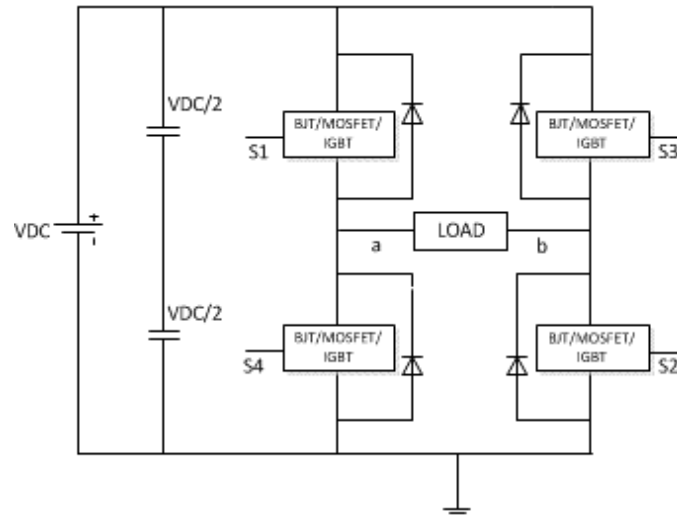 VDC/2
BJT/MOSFET/
IGBT
S1
BJT/MOSFET/
IGBT
S3
+
VDC
-
LOAD
a
b
VDC/2
BJT/MOSFET/
IGBT
S4
BJT/MOSFET/
IGBT
S2